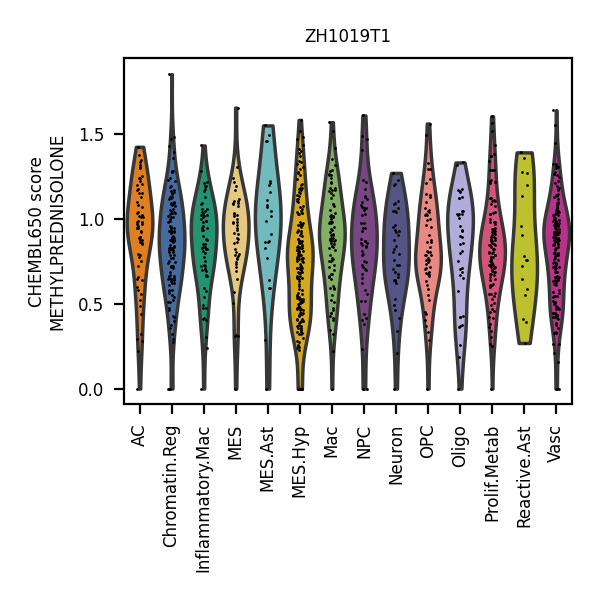 ZH1019T1
CHEMBL650 score
METHYLPREDNISOLONE
1.5
1.0
0.5
0.0
AC
Chromatin.Reg
Inflammatory.Mac
MES
MES.Ast
MES.Hyp
Mac
NPC
Neuron
OPC
Oligo
Prolif.Metab
Reactive.Ast
Vasc